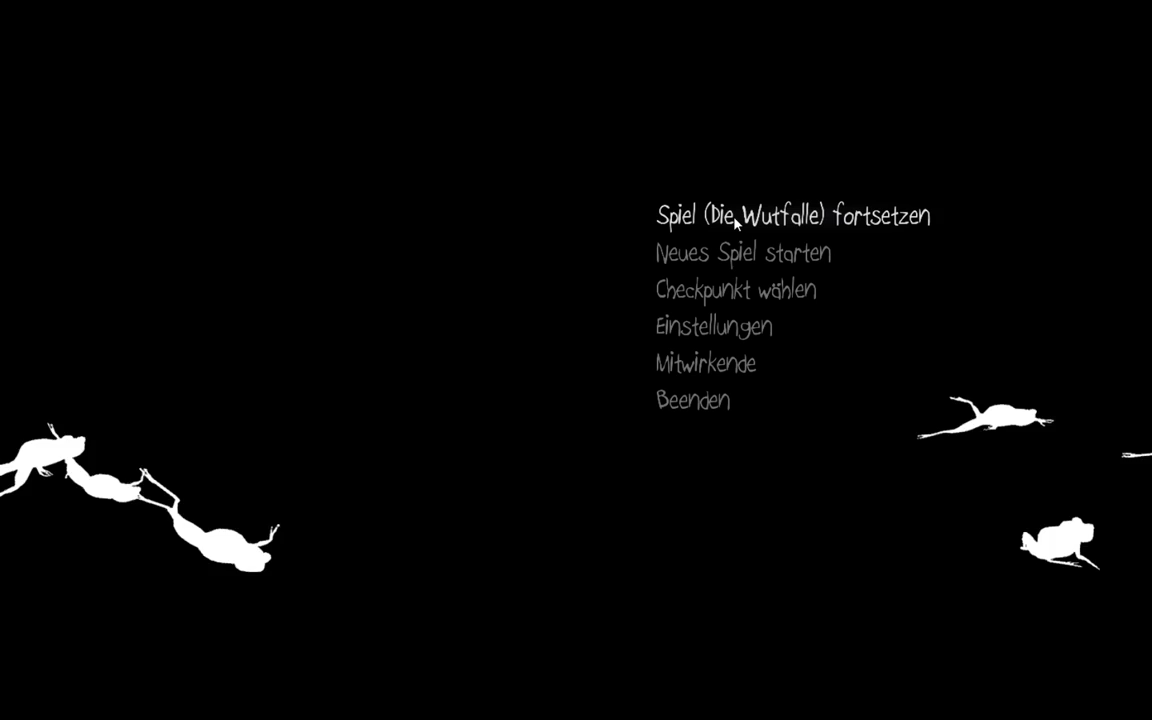 Spiel (Die Wutfalle) fortsetzen
Neues Spiel starten
Checkpunkt wählen
Einstellungen
Mitwirkende
Beenden